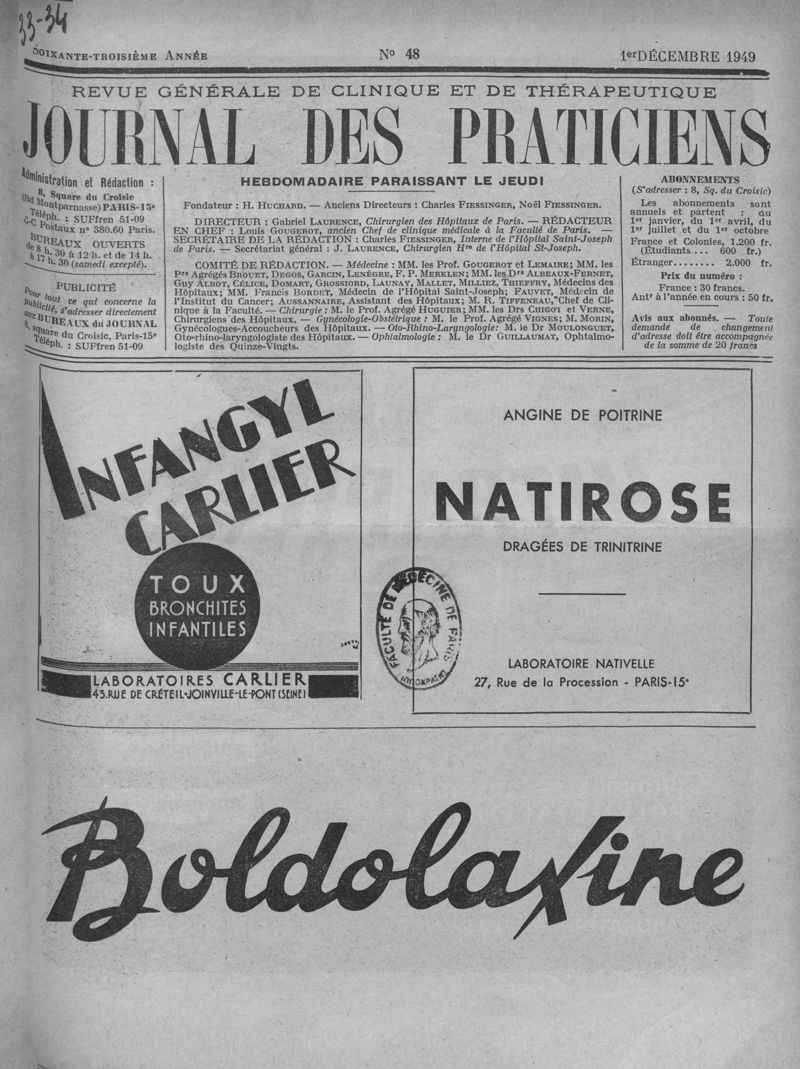 33-34
SOIXANTE-TROISIÈME ANNÉE
No 48
1er DÉCEMBRE 1949
REVUE GÉNÉRALE DE CLINIQUE ET DE THÉRAPEUTIQUE
JOURNAL DES PRATICIENS
Administration et Rédaction :
8, Square du Croisic
(Bd Montparnasse) PARIS-15e
Téléph. : SUFfren 51-09
C-C Postaux no 380.60 Paris.
BUREAUX OUVERTS
de 8 h. 30 à 12 h. et de 14 h.
à 17 h. 30 (samedi excepté).
PUBLICITÉ
Pour tout ce qui concerne la
publicité, s'adresser directement
aux BUREAUX du JOURNAL
8, square du Croisic, Paris-15e
Téléph. : SUFfren 51-09
HEBDOMADAIRE PARAISSANT LE JEUDI
Fondateur : H. HUCHARD. — Anciens Directeurs : Charles FIESSINGER, Noël FIESSINGER.
DIRECTEUR : Gabriel LAURENCE, Chirurgien des Hôpitaux de Paris. — RÉDACTEUR
EN CHEF : Louis GOUGEROT, ancien Chef de clinique médicale à la Faculté de Paris. —
SECRÉTAIRE DE LA RÉDACTION : Charles FIESSINGER, Interne de l'Hôpital Saint-Joseph
de Paris. — Secrétariat général : J. LAURENCE, Chirurgien Hre de l'Hôpital St-Joseph.
COMITÉ DE RÉDACTION. — Médecine : MM. les Prof. GOUGEROT et LEMAIRE; MM. les
Prs Agrégés BROUET, DEGOS, GARCIN, LENÈGRE, F. P. MERKLEN; MM. les Drs ALBEAUX-FERNET,
Guy ALBOT, CÉLICE, DOMART, GROSSIORD, LAUNAY, MALLET, MILLIEZ, THIEFFRY, Médecins des
Hôpitaux; MM. Francis BORDET, Médecin de l'Hôpital Saint-Joseph; FAUVET, Médecin de
l'Institut du Cancer; AUSSANNAIRE, Assistant des Hôpitaux; M. R. TIFFENEAU, Chef de Cli-
nique à la Faculté. — Chirurgie : M. le Prof. Agrégé HUGUIER; MM. les Drs CHIGOT et VERNE,
Chirurgiens des Hôpitaux. — Gynécologie-Obstétrique : M. le Prof. Agrégé VIGNES; M. MORIN,
Gynécologues-Accoucheurs des Hôpitaux. — Oto-Rhino-Laryngologie: M. le Dr MOULONGUET,
Oto-rhino-laryngologiste des Hôpitaux. — Ophtalmologie : M. le Dr GUILLAUMAT, Ophtalmo-
logiste des Quinze-Vingts.
ABONNEMENTS
(S'adresser : 8, Sq. du Croisic)
Les abonnements sont
annuels et partent : du
1er janvier, du 1er avril, du
1er juillet et du 1er octobre
France et Colonies, 1.200 fr.
(Étudiants.... 600 fr.)
Étranger........ 2.000 fr.
Prix du numéro :
France : 30 francs.
Antr à l'année en cours : 50 fr.
Avis aux abonnés. — Toute
demande de changement
d'adresse doit être accompagnée
de la somme de 20 francs
INFANGYL
CARLIER
TOUX
BRONCHITES
INFANTILES
LABORATOIRES CARLIER
43.RUE DE CRÉTEIL-JOINVILLE-LE-PONT (SEINE)
ANGINE DE POITRINE
NATIROSE
DRAGÉES DE TRINITRINE
FACULTÉ DE MÉDECINE DE PARIS
LABORATOIRE NATIVELLE
27, Rue de la Procession - PARIS-15e
Boldolaxine